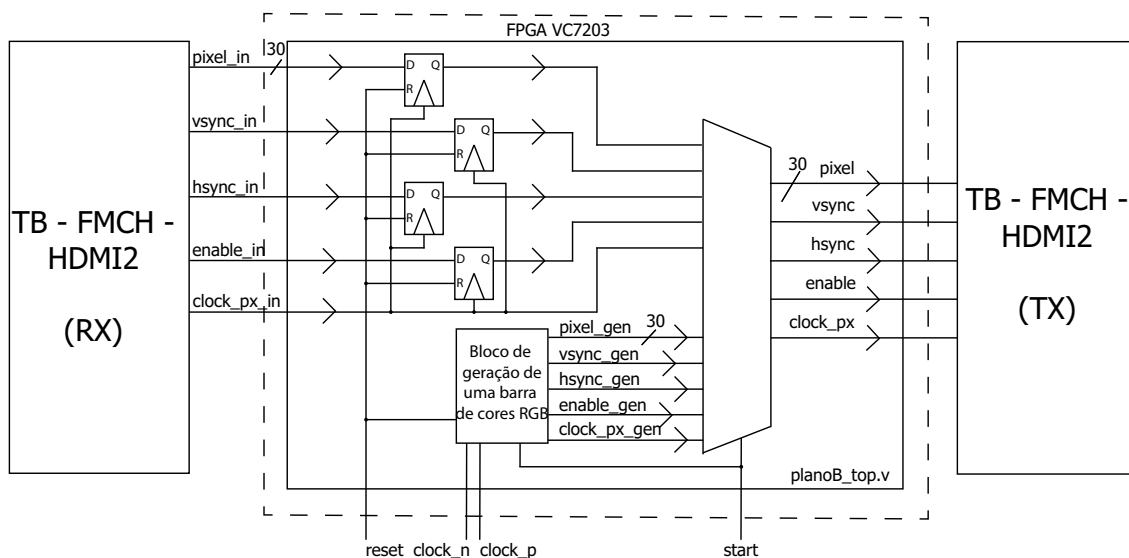 FPGA VC7203
TB - FMCH -
HDMI2
(RX)
pixel_in
30
vsync_in
hsync_in
enable_in
clock_px_in
D Q
R
D Q
R
D Q
R
D Q
R
Bloco de
geração de
uma barra
de cores RGB
pixel_gen
30
vsync_gen
hsync_gen
enable_gen
clock_px_gen
30
pixel
vsync
hsync
enable
clock_px
TB - FMCH -
HDMI2
(TX)
planoB_top.v
reset clock_n clock_p start